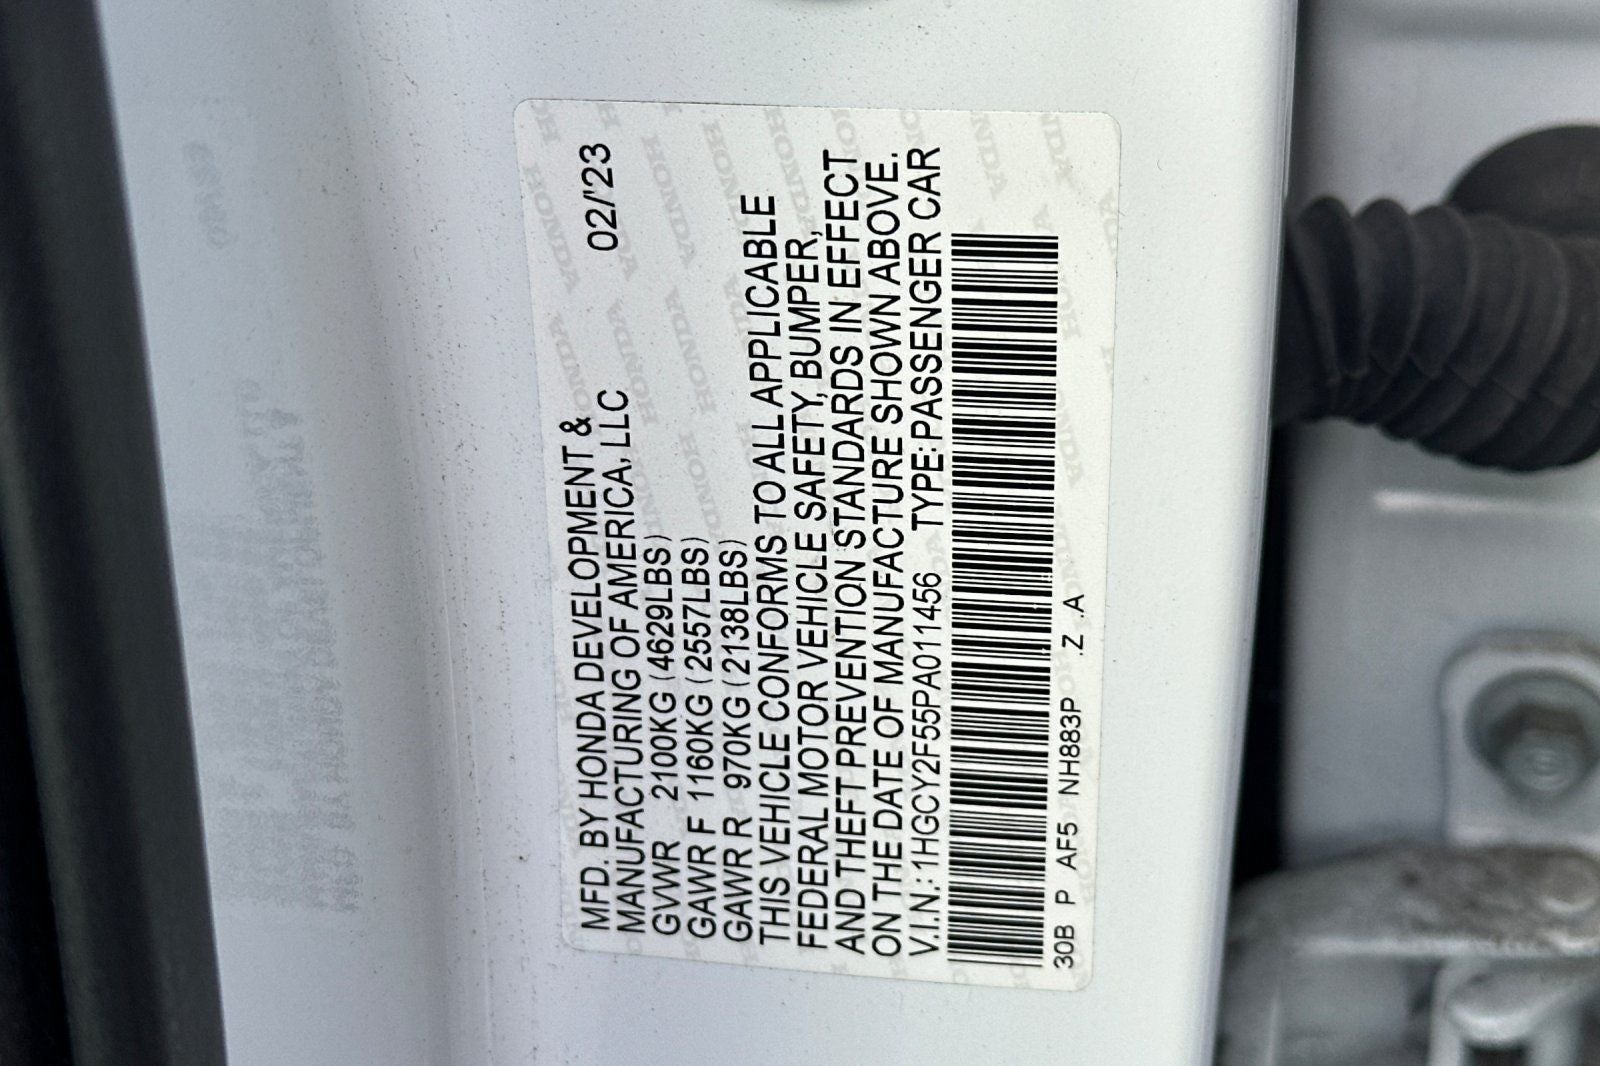 MFD. BY HONDA DEVELOPMENT &
MANUFACTURING OF AMERICA, LLC 02/'23
GVWR 2100KG (4629LBS)
GAWR F 1160KG (2557LBS)
GAWR R 970KG (2138LBS)
THIS VEHICLE CONFORMS TO ALL APPLICABLE
FEDERAL MOTOR VEHICLE SAFETY, BUMPER,
AND THEFT PREVENTION STANDARDS IN EFFECT
ON THE DATE OF MANUFACTURE SHOWN ABOVE.
V.I.N.: 1HGCY2F55PA011456 TYPE: PASSENGER CAR
30B P AF5 NH883P .Z .A